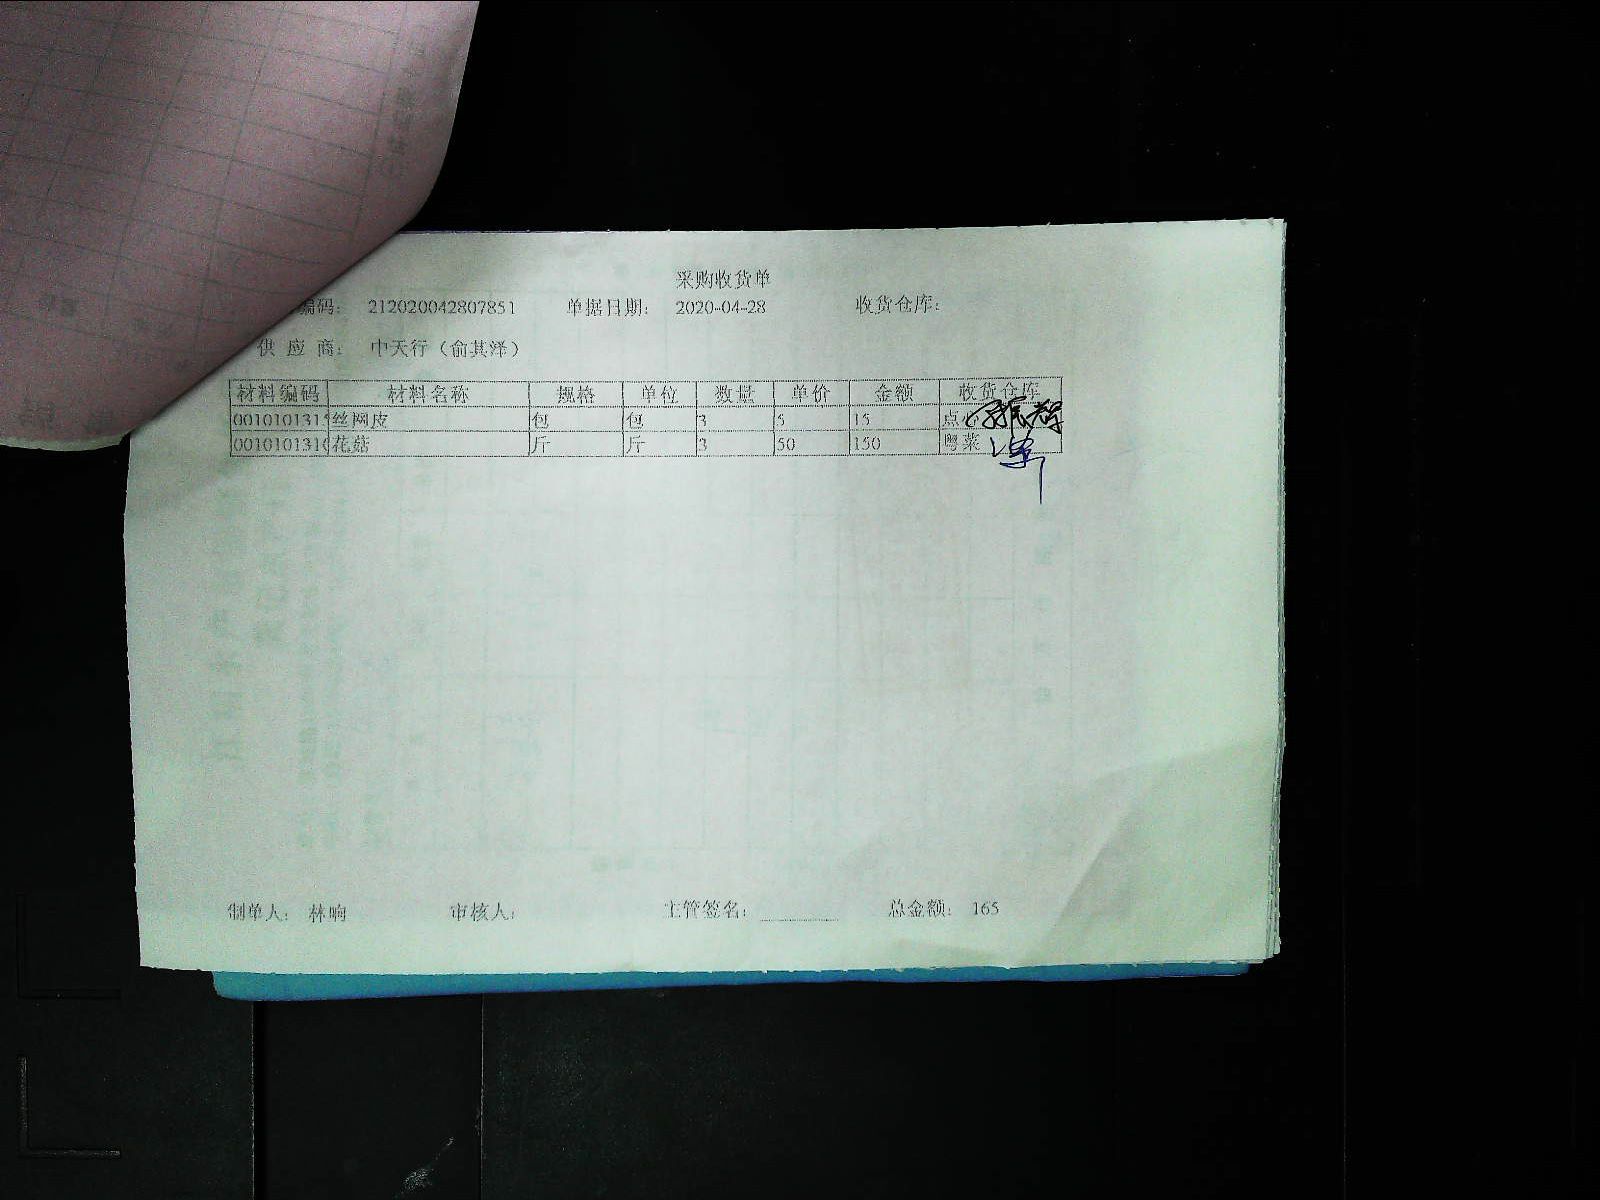 采购收货单
编码： 212020042807851 单据日期： 2020-04-28 收货仓库：
供 应 商： 中天行（俞其泽）
材料编码 材料名称 规格 单位 数量 单价 金额 收货仓库
0010101315 丝网皮 包 包 3 5 15 点心
001010131 花菇 斤 斤 3 50 150 粤菜
制单人： 林晌 审核人： 主管签名： 总金额： 165